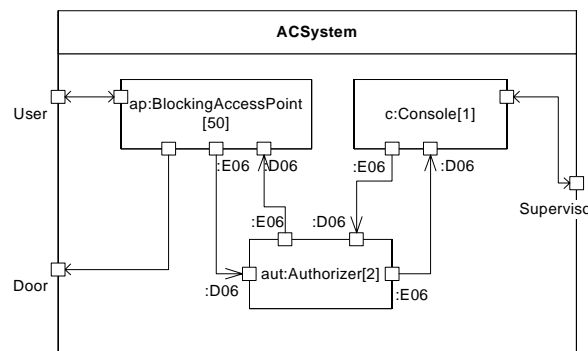 ACSystem
User
ap:BlockingAccessPoint
[50]
c:Console[1]
:E06
:D06
:E06
:D06
:E06
:D06
Supervisor
Door
aut:Authorizer[2]
:D06
:E06